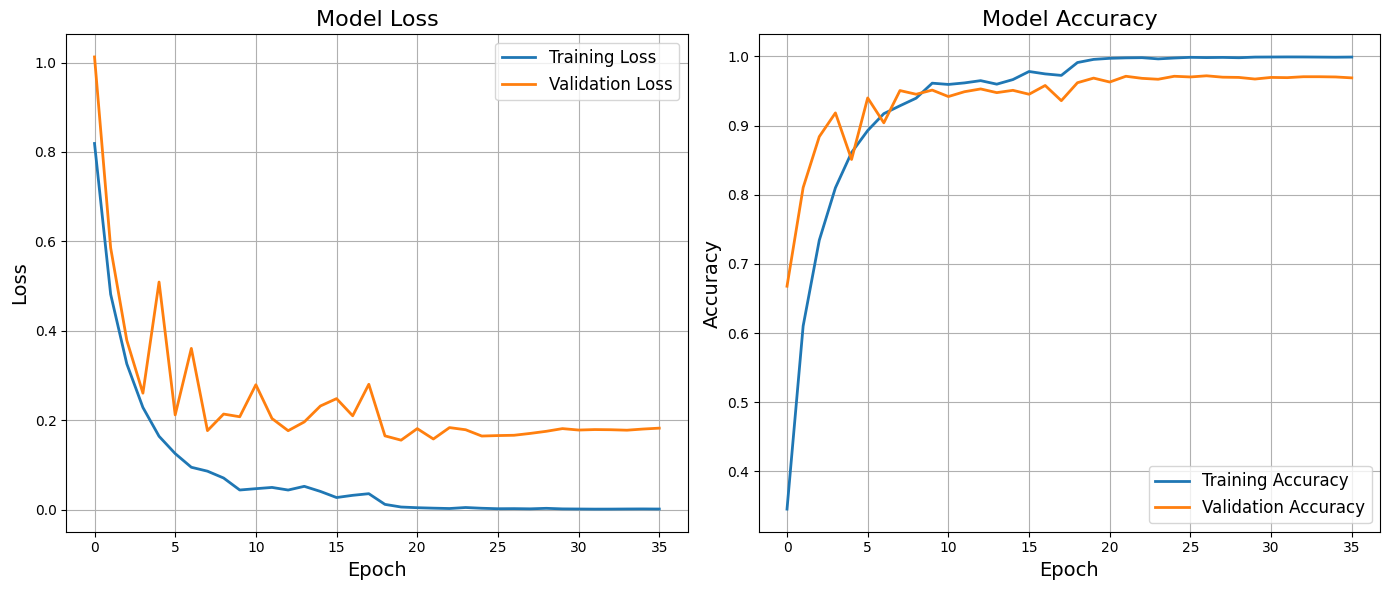 Model Loss
Training Loss
Validation Loss
1.0
0.8
0.6
0.4
0.2
0.0
Loss
0 5 10 15 20 25 30 35
Epoch
Model Accuracy
1.0
0.9
0.8
0.7
0.6
0.5
0.4
Accuracy
Training Accuracy
Validation Accuracy
0 5 10 15 20 25 30 35
Epoch